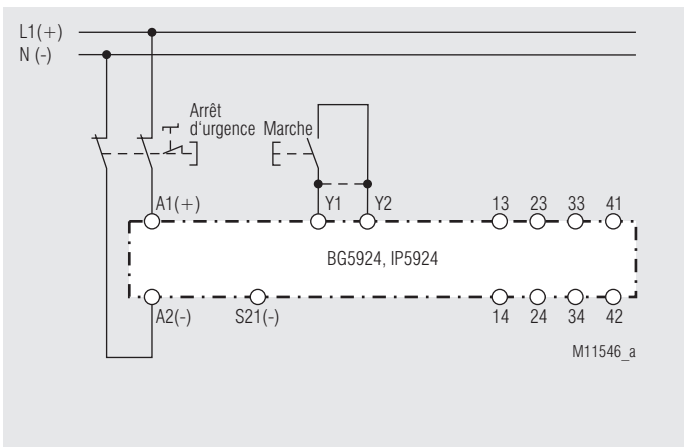 L1(+)
N (-)
Arrêt
d'urgence Marche
A1(+) Y1 Y2 13 23 33 41
BG5924, IP5924
A2(-) S21(-) 14 24 34 42
M11546_a